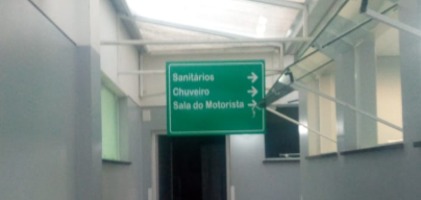 Sanitários →
Chuveiro →
Sala do Motorista →